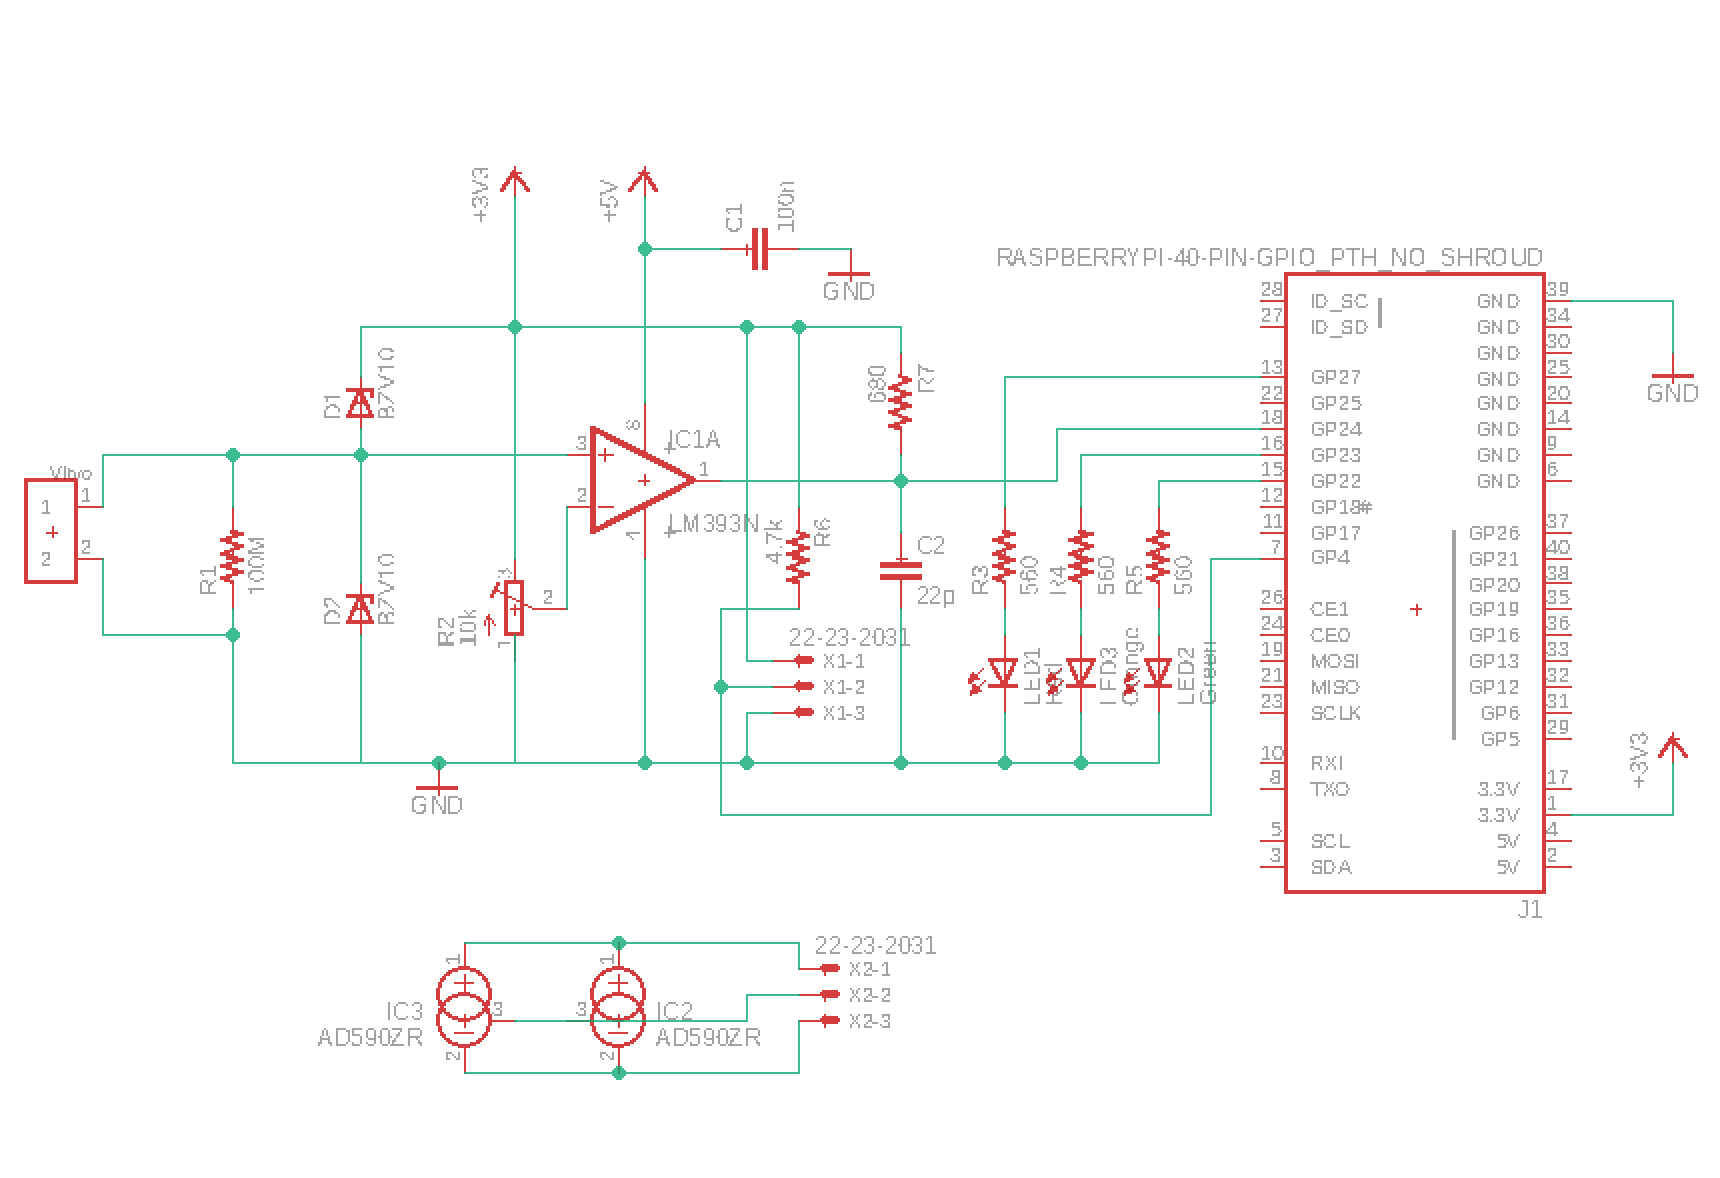 +3V3
+5V
C1
100n
GND
RASPBERRYPI-40-PIN-GPIO_PTH_NO_SHROUD
28 ID_SC GND 39
27 ID_SD GND 34
GND 30
13 GP27 GND 25
22 GP25 GND 20
18 GP24 GND 14
16 GP23 GND 9
15 GP22 GND 6
12 GP18#
11 GP17 GP26 37
7 GP4 GP21 40
GP20 38
26 CE1 GP19 35
24 CE0 GP16 36
19 MOSI GP13 33
21 MISO GP12 32
23 SCLK GP6 31
GP5 29
10 RXI
8 TXO 3.3V 17
3.3V 1
5 SCL 5V 4
3 SDA 5V 2
J1
GND
+3V3
D1
B7V10
680
R7
1
2
1
2
R1
100M
D2
B7V10
R2
10k
3
2
1
3
2
8
1
4
IC1A
LM393N
4.7k
R6
C2
22p
R3
560
R4
560
R5
560
22-23-2031
X1-1
X1-2
X1-3
LED1
LED3
Orange
LED2
Green
GND
IC3
AD590ZR
1
3
2
1
3
2
IC2
AD590ZR
22-23-2031
X2-1
X2-2
X2-3